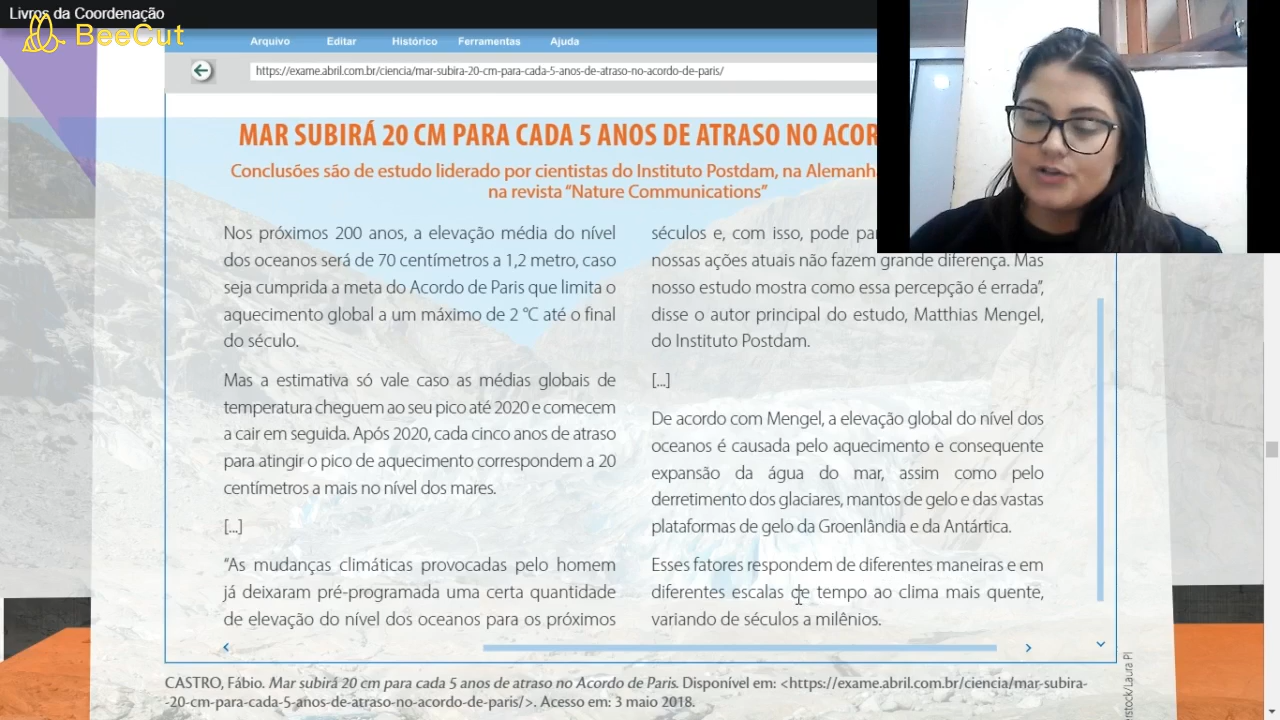 Livros da Coordenação
BeeCut
Arquivo Editar Histórico Ferramentas Ajuda
https://exame.abril.com.br/ciencia/mar-subira-20-cm-para-cada-5-anos-de-atraso-no-acordo-de-paris/
MAR SUBIRÁ 20 CM PARA CADA 5 ANOS DE ATRASO NO ACOR
Conclusões são de estudo liderado por cientistas do Instituto Postdam, na Alemanh
na revista “Nature Communications”
Nos próximos 200 anos, a elevação média do nível
dos oceanos será de 70 centímetros a 1,2 metro, caso
seja cumprida a meta do Acordo de Paris que limita o
aquecimento global a um máximo de 2 °C até o final
do século.
Mas a estimativa só vale caso as médias globais de
temperatura cheguem ao seu pico até 2020 e comecem
a cair em seguida. Após 2020, cada cinco anos de atraso
para atingir o pico de aquecimento correspondem a 20
centímetros a mais no nível dos mares.
[...]
“As mudanças climáticas provocadas pelo homem
já deixaram pré-programada uma certa quantidade
de elevação do nível dos oceanos para os próximos
séculos e, com isso, pode par
nossas ações atuais não fazem grande diferença. Mas
nosso estudo mostra como essa percepção é errada”,
disse o autor principal do estudo, Matthias Mengel,
do Instituto Postdam.
[...]
De acordo com Mengel, a elevação global do nível dos
oceanos é causada pelo aquecimento e consequente
expansão da água do mar, assim como pelo
derretimento dos glaciares, mantos de gelo e das vastas
plataformas de gelo da Groenlândia e da Antártica.
Esses fatores respondem de diferentes maneiras e em
diferentes escalas de tempo ao clima mais quente,
variando de séculos a milênios.
CASTRO, Fábio. Mar subirá 20 cm para cada 5 anos de atraso no Acordo de Paris. Disponível em: <https://exame.abril.com.br/ciencia/mar-subira-
-20-cm-para-cada-5-anos-de-atraso-no-acordo-de-paris/>. Acesso em: 3 maio 2018.
erstock/Laura Pl